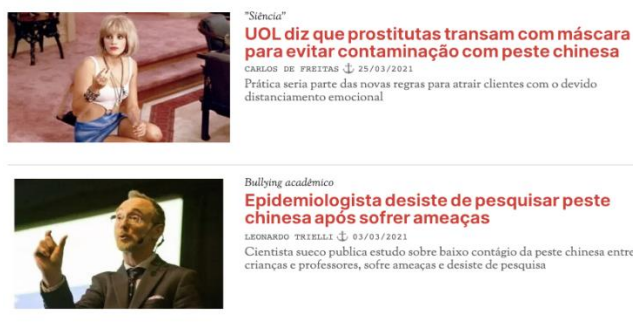 "Siência"
UOL diz que prostitutas transam com máscara
para evitar contaminação com peste chinesa
CARLOS DE FREITAS ⚓ 25/03/2021
Prática seria parte das novas regras para atrair clientes com o devido
distanciamento emocional
Bullying acadêmico
Epidemiologista desiste de pesquisar peste
chinesa após sofrer ameaças
LEONARDO TRIELLI ⚓ 03/03/2021
Cientista sueco publica estudo sobre baixo contágio da peste chinesa entre
crianças e professores, sofre ameaças e desiste de pesquisa